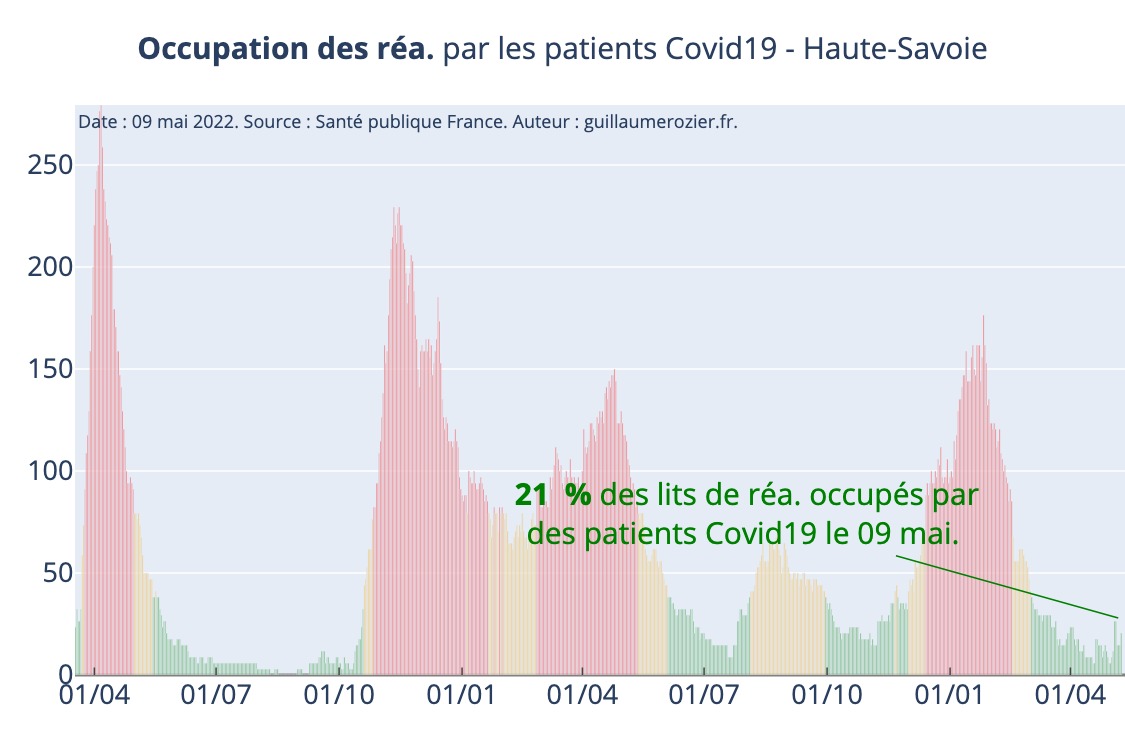 Occupation des réa. par les patients Covid19 - Haute-Savoie
Date : 09 mai 2022. Source : Santé publique France. Auteur : guillaumerozier.fr.
250
200
150
100
21 % des lits de réa. occupés par
des patients Covid19 le 09 mai.
50
0
01/04 01/07 01/10 01/01 01/04 01/07 01/10 01/01 01/04